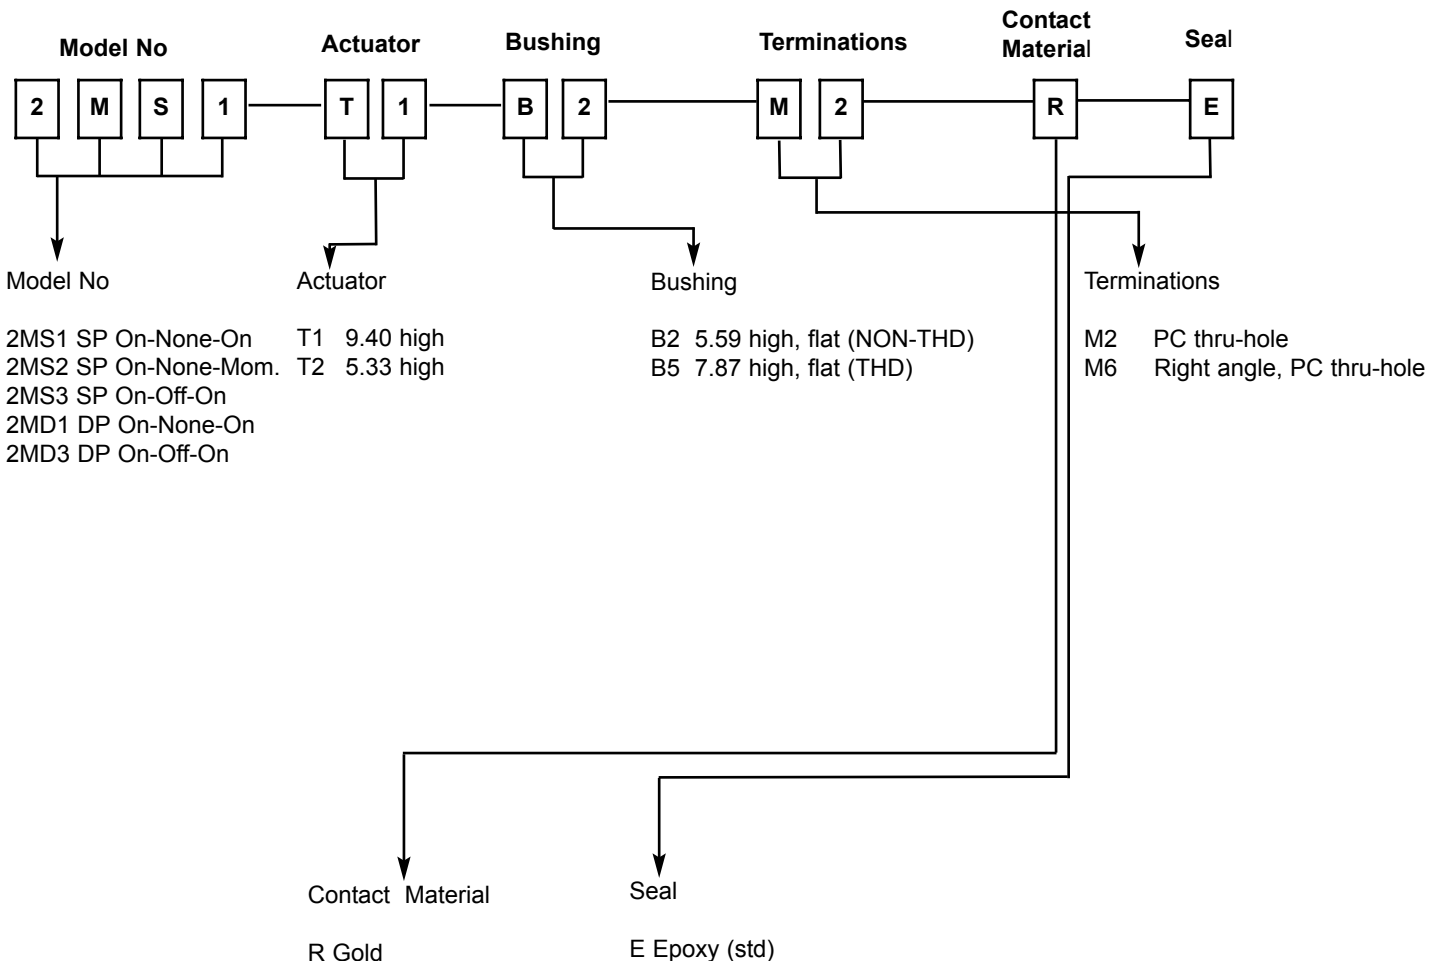 Model No Actuator Bushing Terminations Contact Material Seal
2 M S 1 T 1 B 2 M 2 R E
Model No
2MS1 SP On-None-On
2MS2 SP On-None-Mom.
2MS3 SP On-Off-On
2MD1 DP On-None-On
2MD3 DP On-Off-On
Actuator
T1 9.40 high
T2 5.33 high
Bushing
B2 5.59 high, flat (NON-THD)
B5 7.87 high, flat (THD)
Terminations
M2 PC thru-hole
M6 Right angle, PC thru-hole
Contact Material
R Gold
Seal
E Epoxy (std)